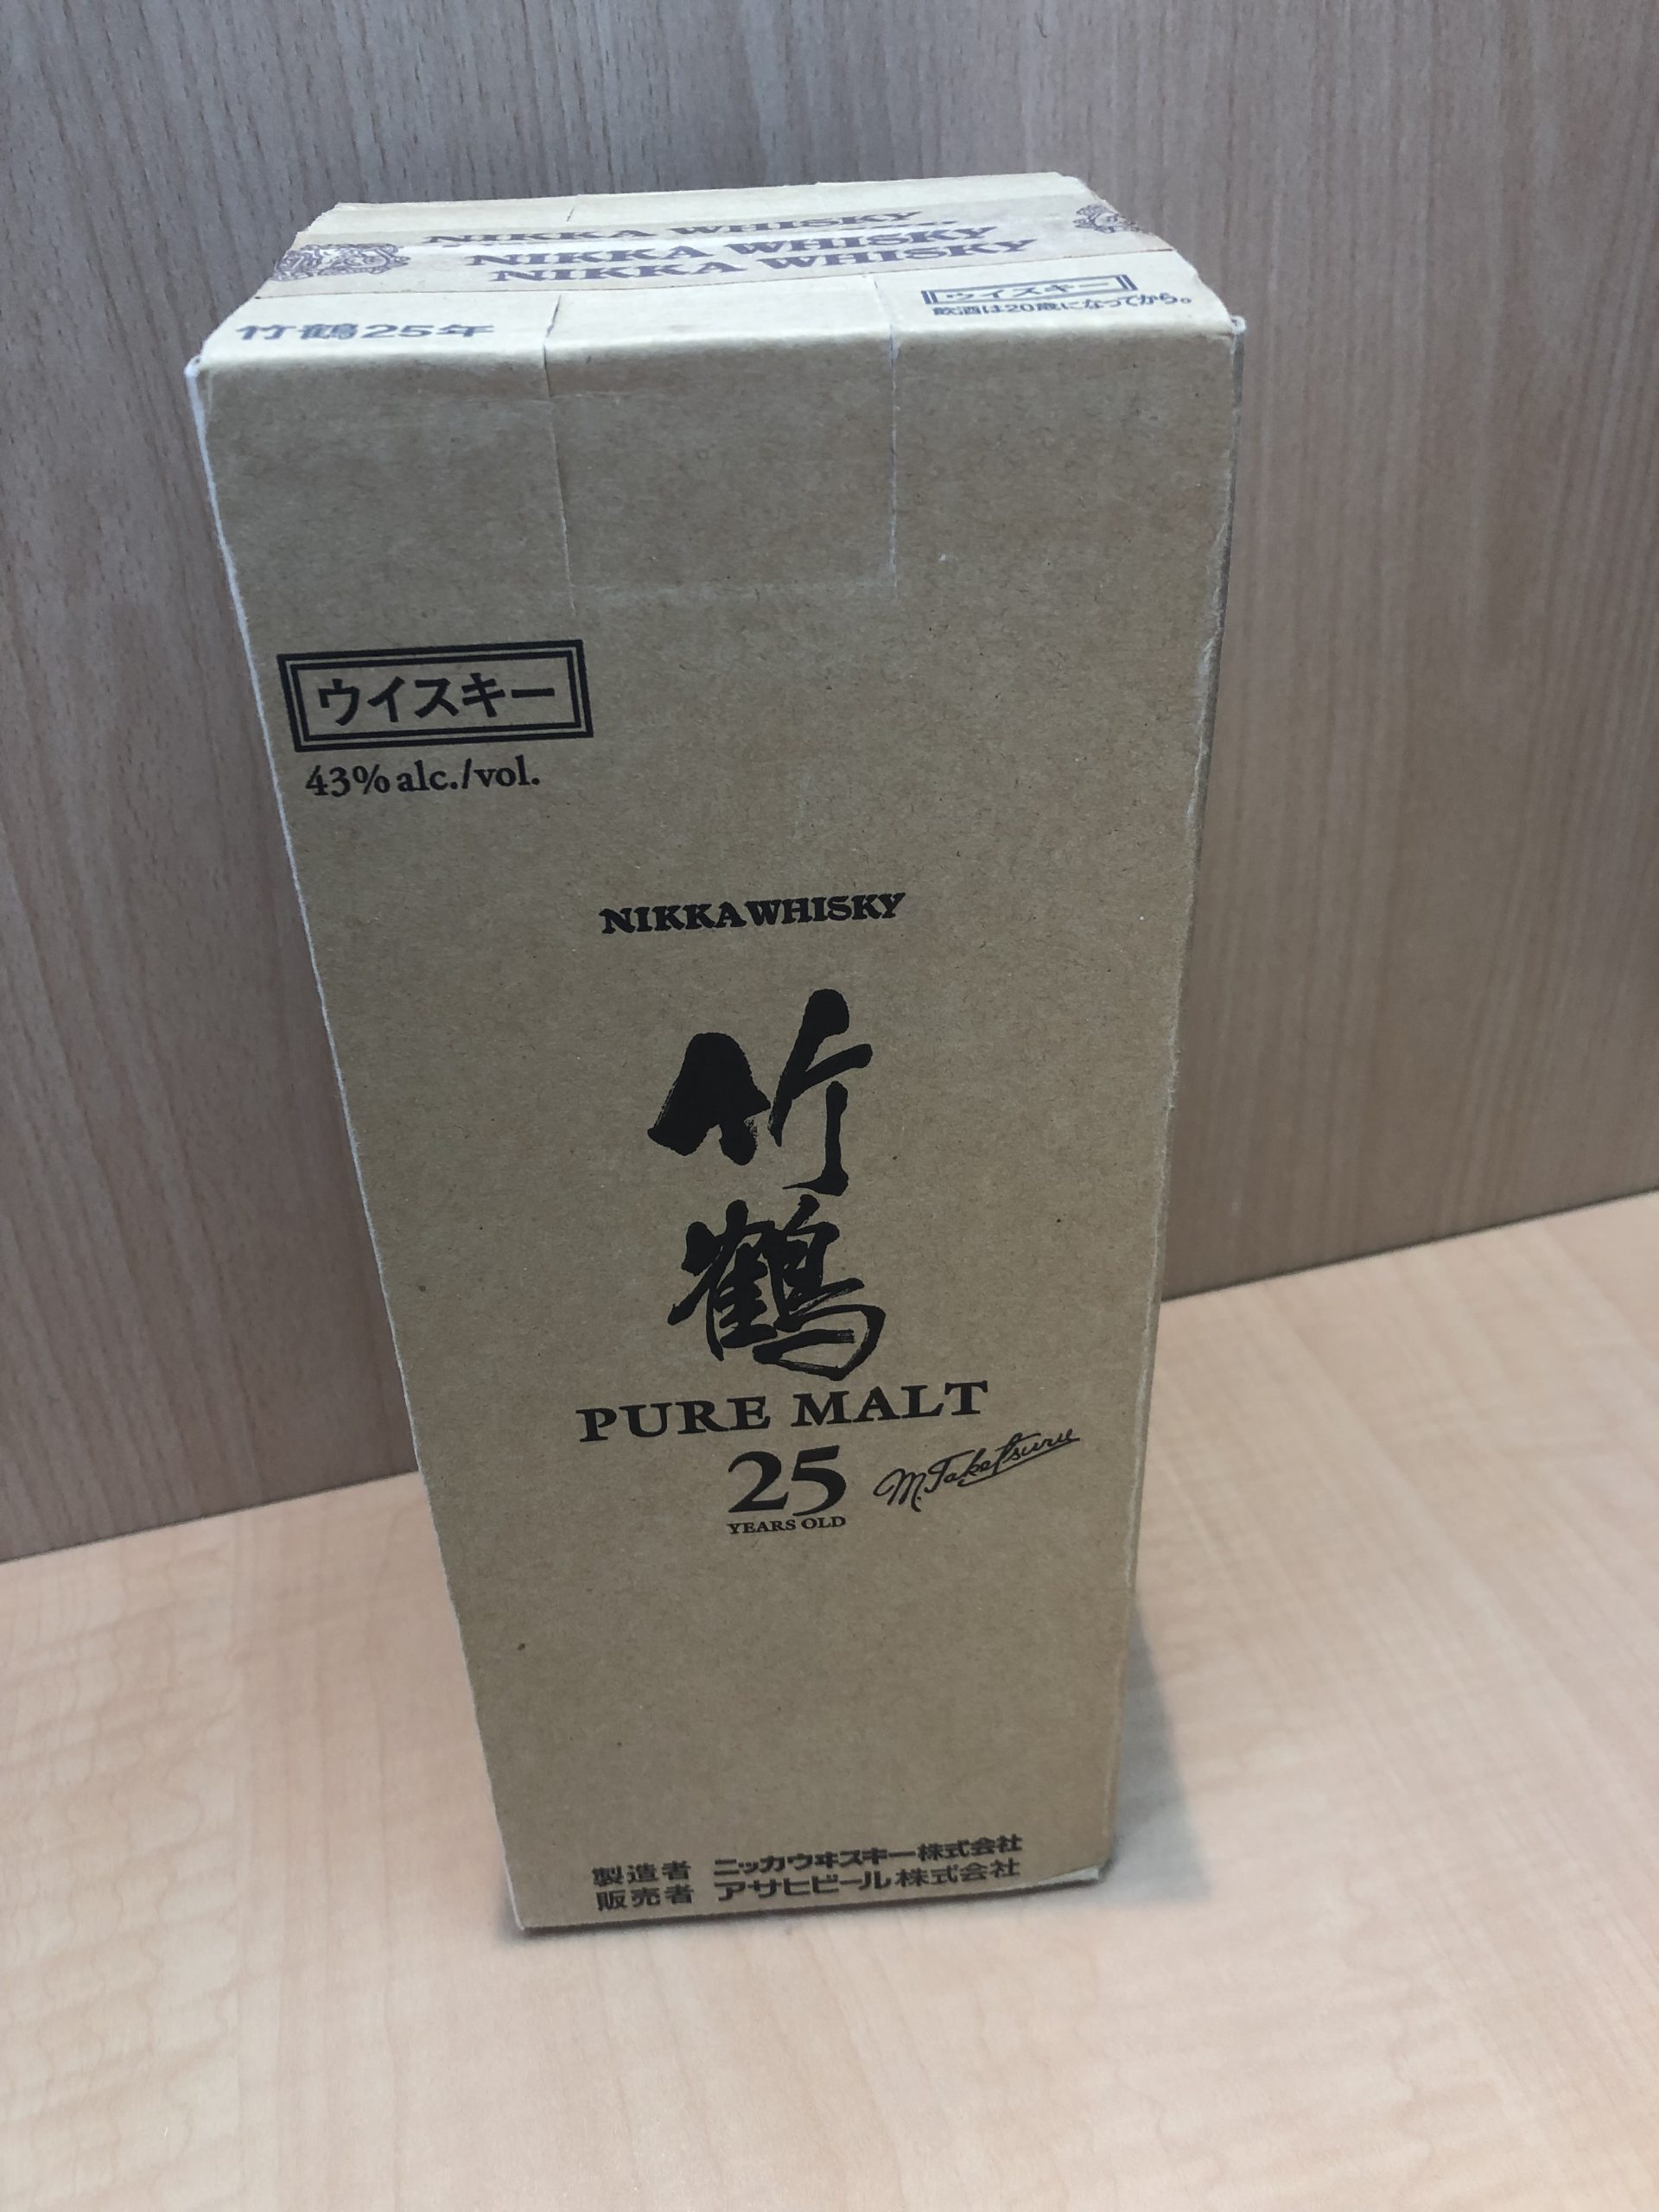 NIKKA WHISKY
NIKKA WHISKY
NIKKA WHISKY
竹鶴25年
ウイスキー
飲酒は20歳になってから。
ウイスキー
43% alc./vol.
NIKKA WHISKY
竹鶴
PURE MALT
25
M. Taketsuru
YEARS OLD
製造者 ニッカウヰスキー株式会社
販売者 アサヒビール株式会社